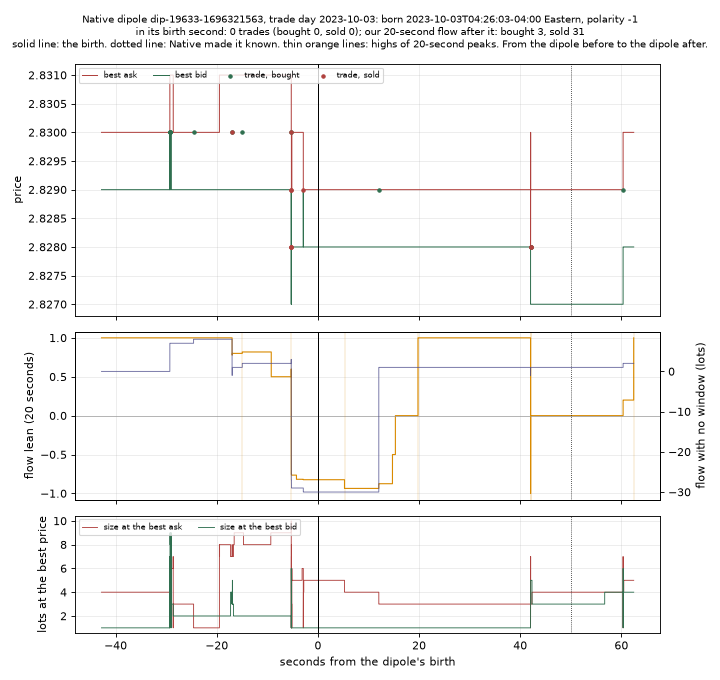 Native dipole dip-19633-1696321563, trade day 2023-10-03: born 2023-10-03T04:26:03-04:00 Eastern, polarity -1
in its birth second: 0 trades (bought 0, sold 0); our 20-second flow after it: bought 3, sold 31
solid line: the birth. dotted line: Native made it known. thin orange lines: highs of 20-second peaks. From the dipole before to the dipole after.
best ask
best bid
trade, bought
trade, sold
2.8310
2.8305
2.8300
2.8295
2.8290
2.8285
2.8280
2.8275
2.8270
price
1.0
0.5
0.0
−0.5
−1.0
flow lean (20 seconds)
0
−10
−20
−30
flow with no window (lots)
size at the best ask
size at the best bid
10
8
6
4
2
lots at the best price
−40
−20
0
20
40
60
seconds from the dipole's birth